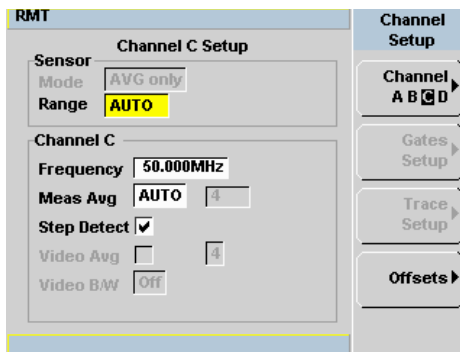 RMT
Channel C Setup
Sensor
Mode AVG only
Range AUTO
Channel C
Frequency 50.000MHz
Meas Avg AUTO 4
Step Detect
Video Avg 4
Video B/W Off
Channel Setup
Channel
A B C D
Gates
Setup
Trace
Setup
Offsets